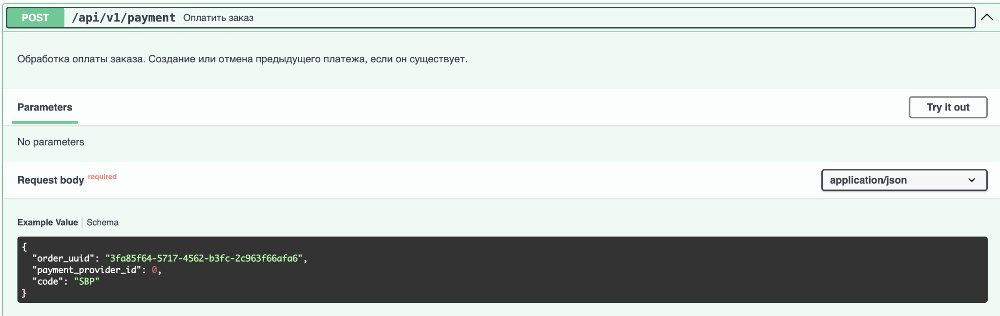 POST /api/v1/payment Оплатить заказ
Обработка оплаты заказа. Создание или отмена предыдущего платежа, если он существует.
Parameters Try it out
No parameters
Request body required application/json
Example Value | Schema
{
  "order_uuid": "3fa85f64-5717-4562-b3fc-2c963f66afa6",
  "payment_provider_id": 0,
  "code": "SBP"
}